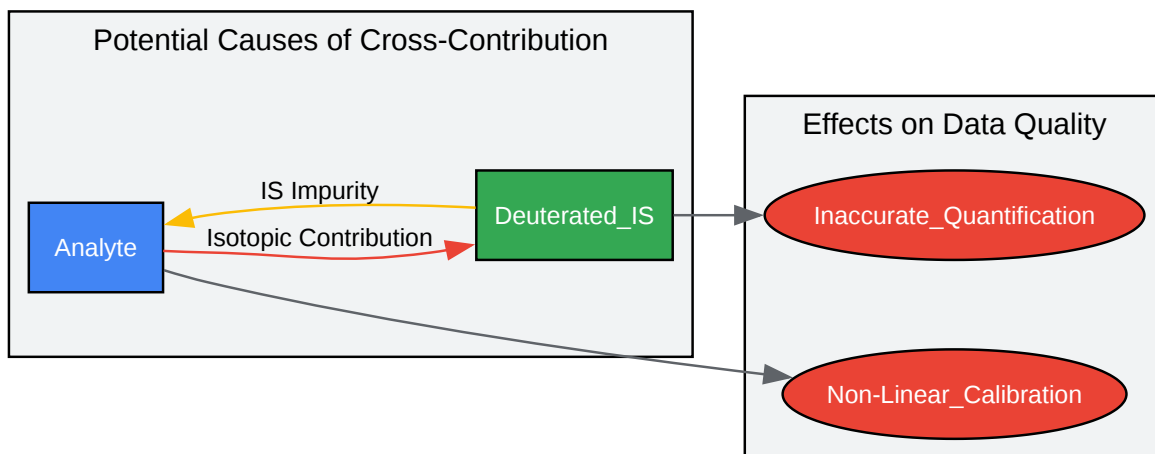 Potential Causes of Cross-Contribution
Effects on Data Quality
IS Impurity
Analyte
Isotopic Contribution
Deuterated_IS
Inaccurate_Quantification
Non-Linear_Calibration